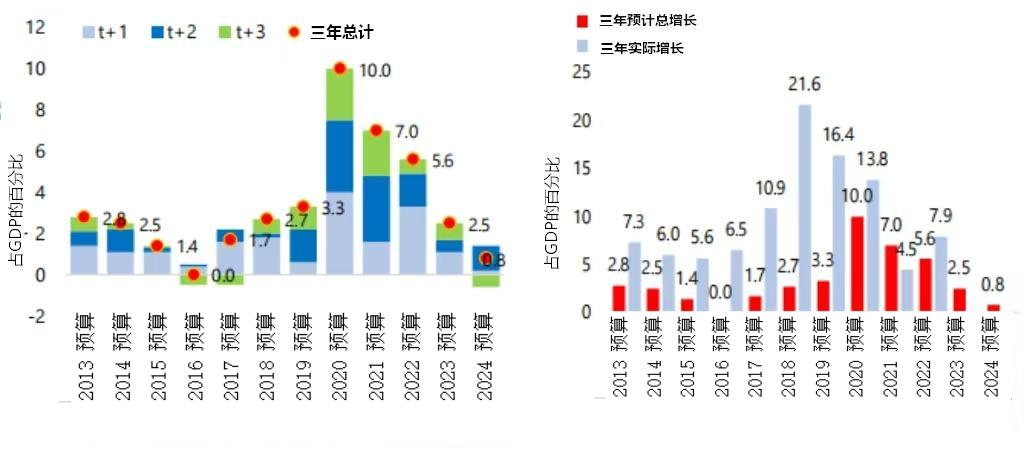 t+1 t+2 t+3 三年总计
占GDP的百分比
12
10
8
6
4
2
0
-2
2.8
2.5
1.4
0.0
1.7
2.7
3.3
10.0
7.0
5.6
2.5
0.8
2013 预算
2014 预算
2015 预算
2016 预算
2017 预算
2018 预算
2019 预算
2020 预算
2021 预算
2022 预算
2023 预算
2024 预算
三年预计总增长
三年实际增长
占GDP的百分比
25
20
15
10
5
0
2.8
7.3
2.5
6.0
1.4
5.6
0.0
6.5
1.7
10.9
2.7
21.6
3.3
16.4
10.0
13.8
7.0
4.5
5.6
7.9
2.5
0.8
2013 预算
2014 预算
2015 预算
2016 预算
2017 预算
2018 预算
2019 预算
2020 预算
2021 预算
2022 预算
2023 预算
2024 预算